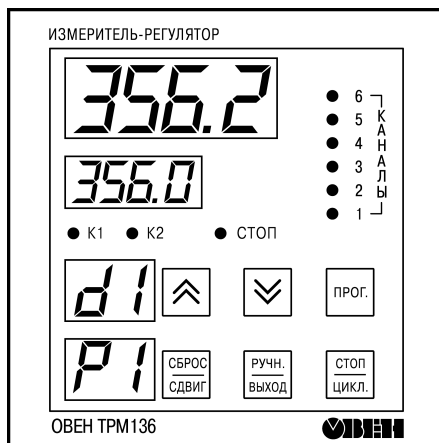 ИЗМЕРИТЕЛЬ-РЕГУЛЯТОР
356.2
356.0
6
5
4
3
2
1
КАНАЛЫ
К1 К2 СТОП
d1
ПРОГ.
P1
СБРОС
СДВИГ
РУЧН.
ВЫХОД
СТОП
ЦИКЛ.
ОВЕН ТРМ136
ОВЕН